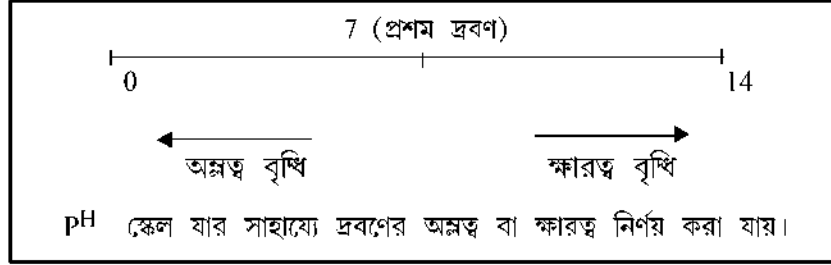 7 (প্রশম দ্রবণ)
0 14
অম্লত্ব বৃদ্ধি ক্ষারত্ব বৃদ্ধি
pH স্কেল যার সাহায্যে দ্রবণের অম্লত্ব বা ক্ষারত্ব নির্ণয় করা যায়।